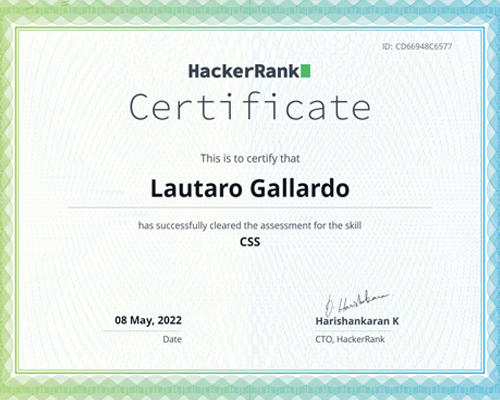 ID: CD66948C6577
HackerRank
Certificate
This is to certify that
Lautaro Gallardo
has successfully cleared the assessment for the skill
CSS
08 May, 2022
Date
Harishankaran K
CTO, HackerRank